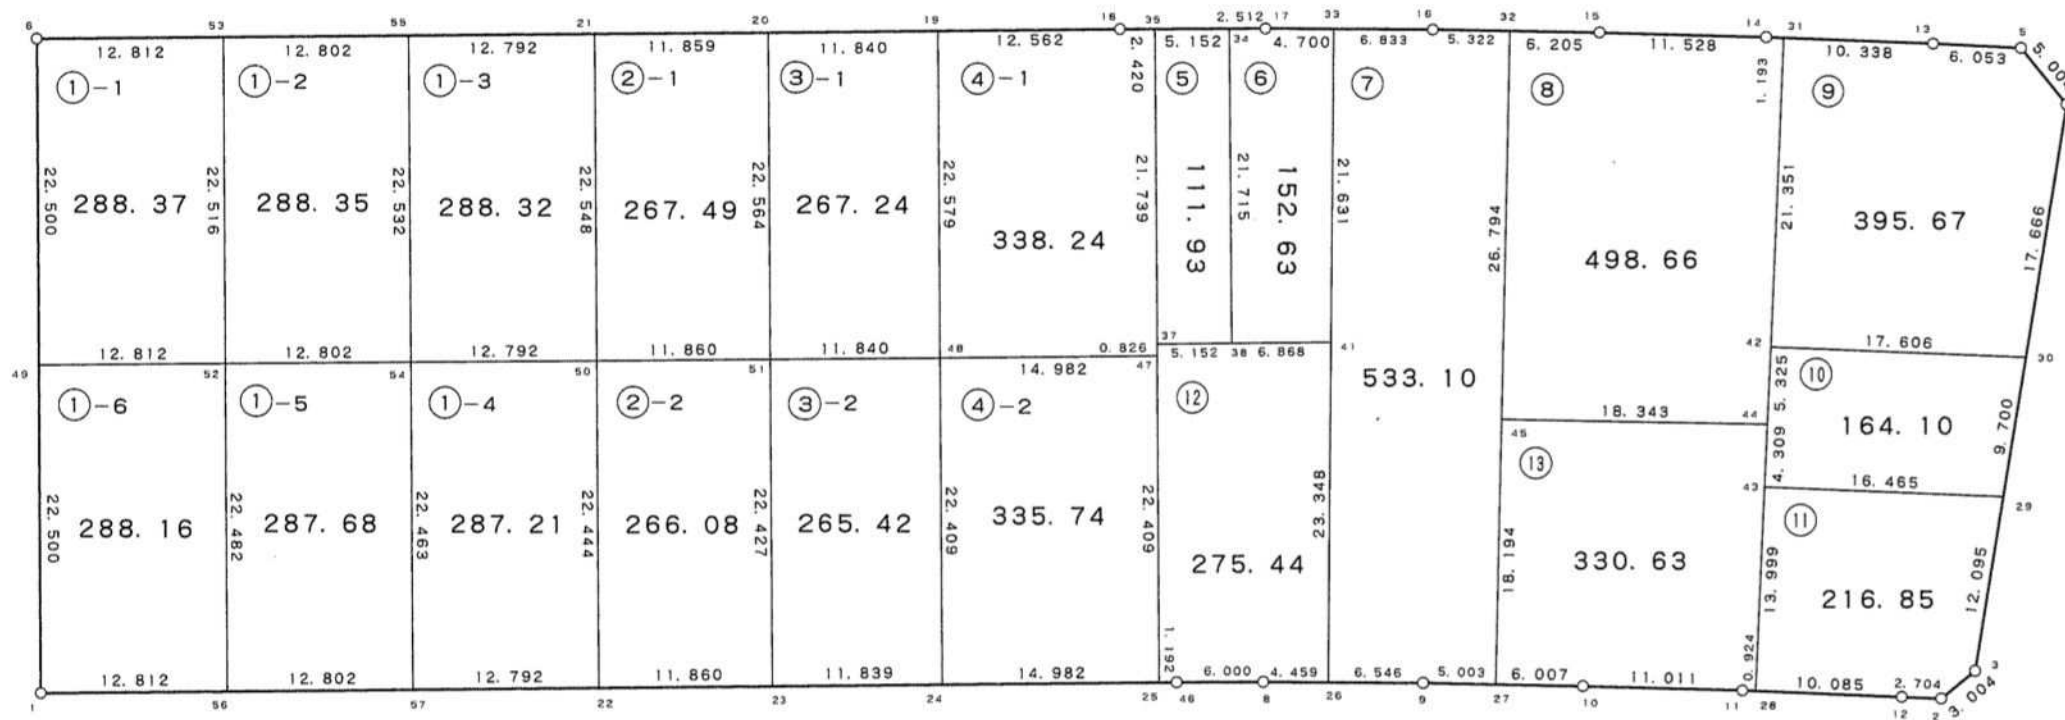 6 53 55 21 20 19 18 35 2. 512 17 33 16 32 15 14 31 13 5
12. 812 12. 802 12. 792 11. 859 11. 840 12. 562 2. 420 5. 152 34 4. 700 6. 833 5. 322 6. 205 11. 528 1. 193 10. 338 6. 053
①-1 ①-2 ①-3 ②-1 ③-1 ④-1 ⑤ ⑥ ⑦ ⑧ ⑨
22. 500 22. 516 22. 532 22. 548 22. 564 22. 579 21. 739 21. 715 21. 631 26. 794 21. 351 17. 666
288. 37 288. 35 288. 32 267. 49 267. 24 338. 24 111. 93 152. 63 498. 66 395. 67
12. 812 12. 802 12. 792 11. 860 11. 840 48 0. 826 37 5. 152 38 6. 868 41 42 17. 606 30
49 52 54 50 51 14. 982 47
①-6 ①-5 ①-4 ②-2 ③-2 ④-2 ⑫ 533. 10 5. 325 ⑩
18. 343 44 164. 10 9. 700
45 ⑬ 4. 309 16. 465
43 ⑪ 29
22. 500 22. 482 22. 463 22. 444 22. 427 22. 409 22. 409 23. 348 18. 194 13. 999 12. 095
288. 16 287. 68 287. 21 266. 08 265. 42 335. 74 275. 44 330. 63 216. 85
12. 812 12. 802 12. 792 11. 860 11. 839 14. 982 1. 192 6. 000 4. 459 6. 546 5. 003 6. 007 11. 011 0. 924 10. 085 2. 704 3. 004 3
1 56 57 22 23 24 25 46 8 26 9 27 10 11 28 12 2